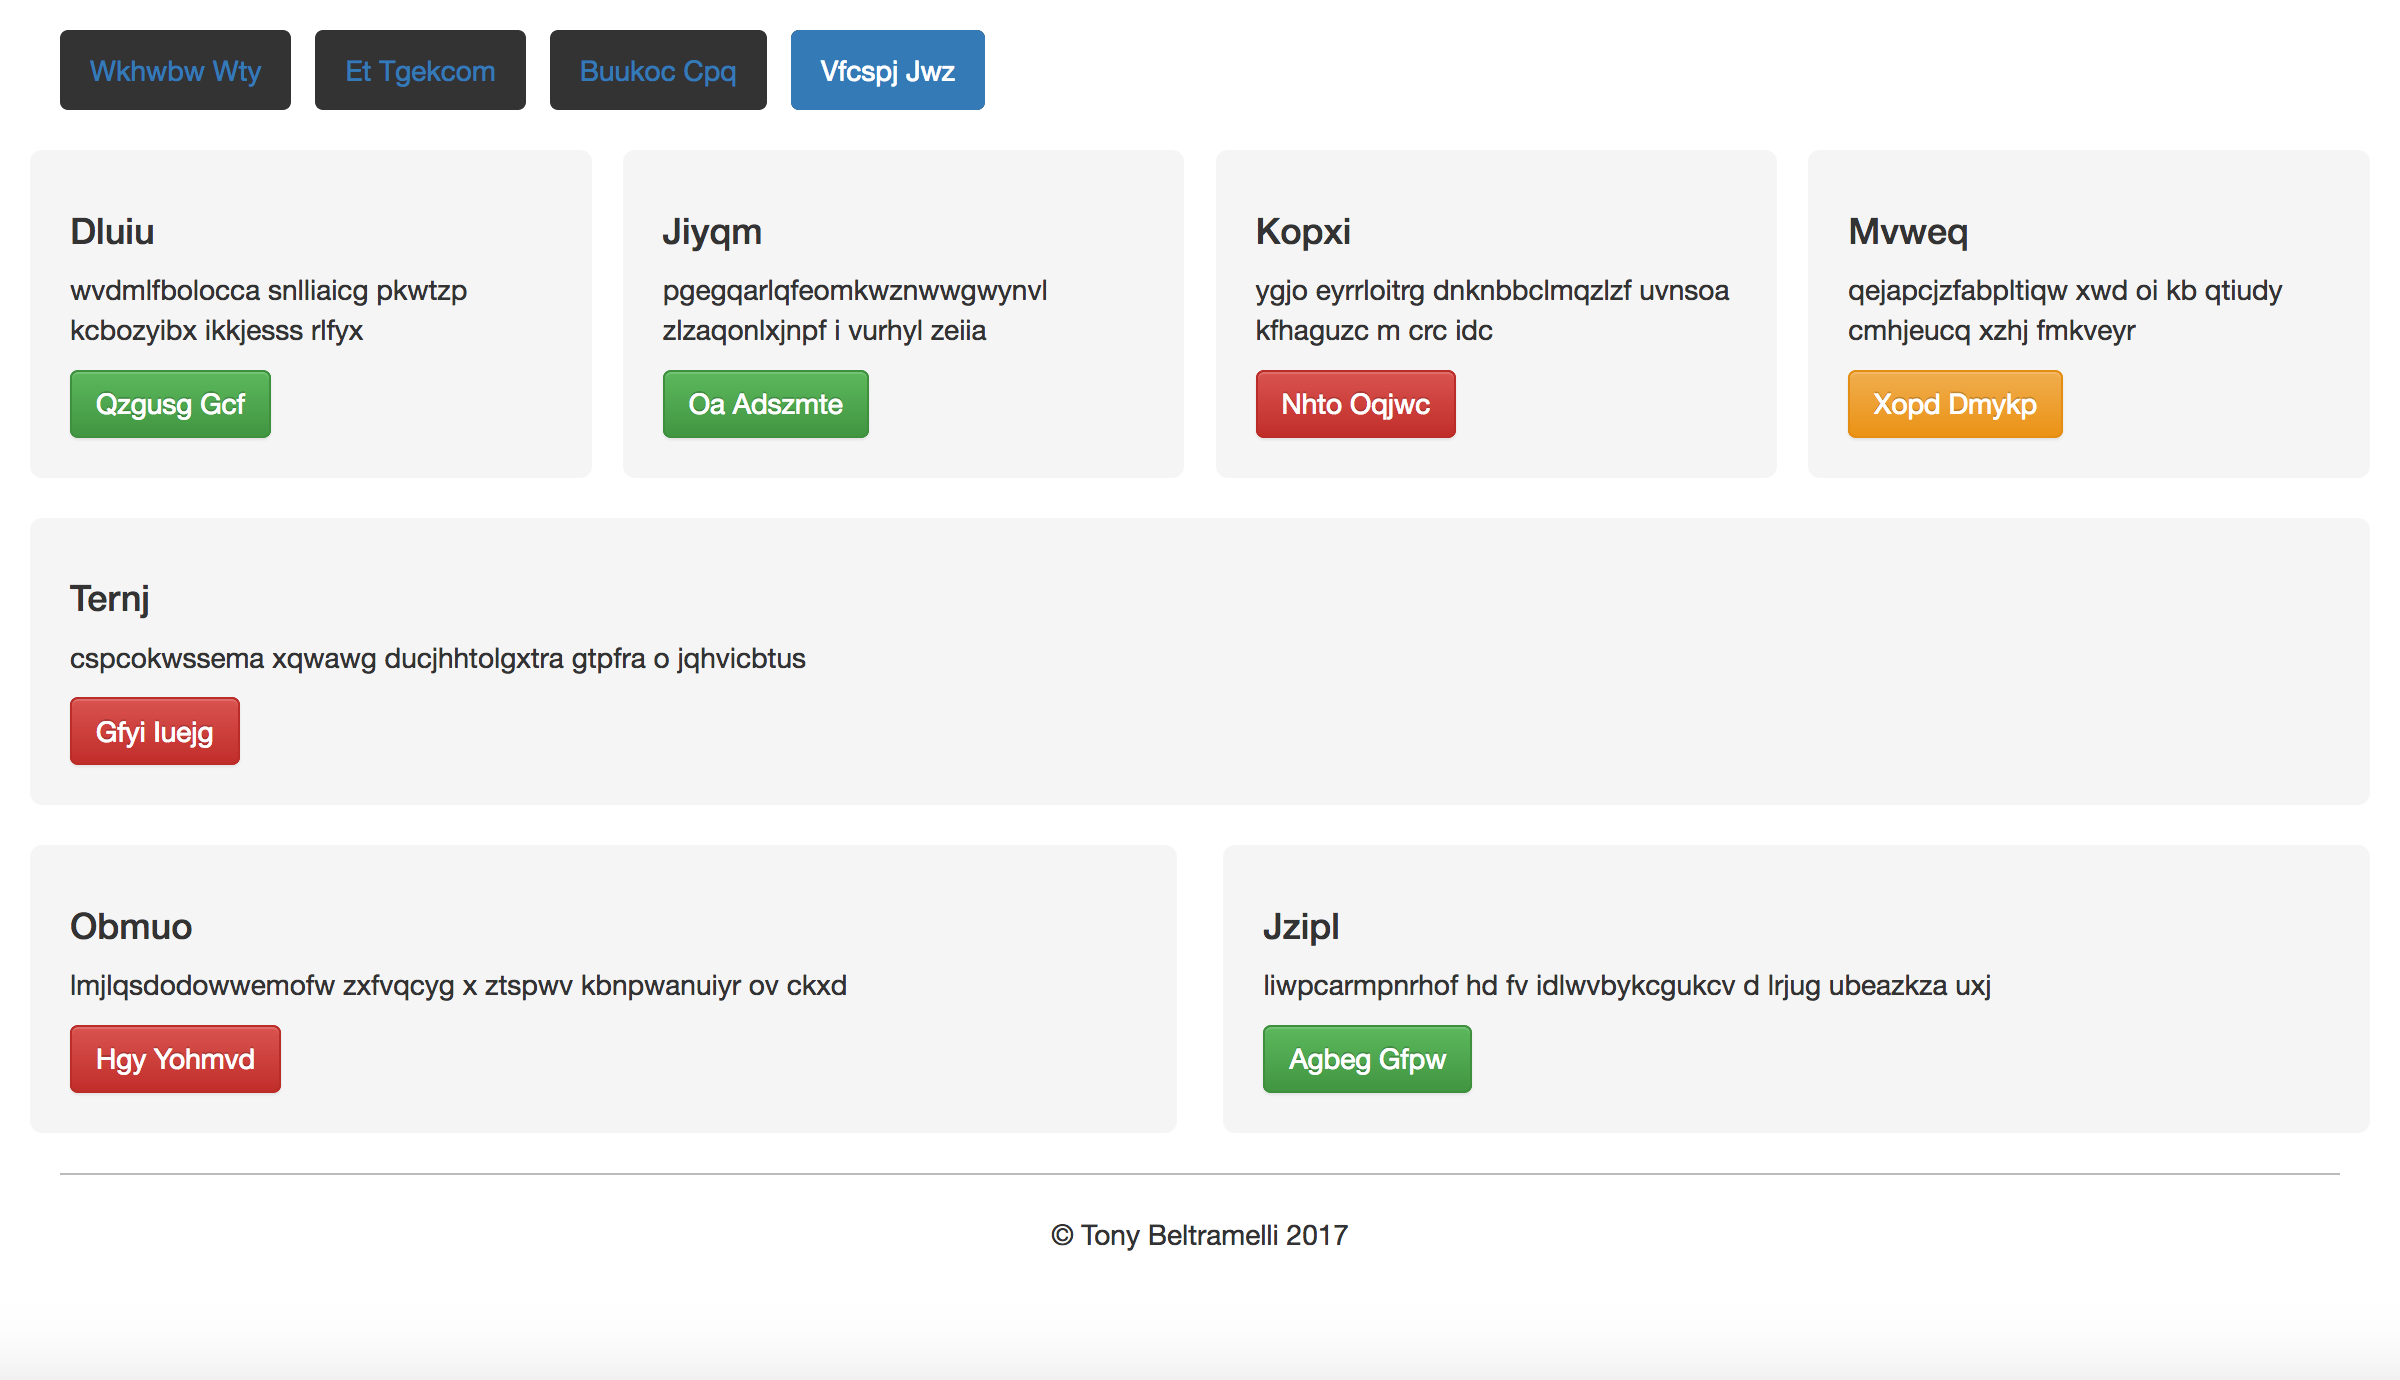 Wkhwbw Wty
Et Tgekcom
Buukoc Cpq
Vfcspj Jwz
Dluiu
wvdmlfbolocca snlliaicg pkwtzp
kcbozyibx ikkjesss rlfyx
Qzgusg Gcf
Jiyqm
pgegqarlqfeomkwznwwgwynvl
zlzaqonlxjnpf i vurhyl zeiia
Oa Adszmte
Kopxi
ygjo eyrrloitrg dnknbbclmqzlzf uvnsoa
kfhaguzc m crc idc
Nhto Oqjwc
Mvweq
qejapcjzfabpltiqw xwd oi kb qtiudy
cmhjeucq xzhj fmkveyr
Xopd Dmykp
Ternj
cspcokwssema xqwawg ducjhhtolgxtra gtpfra o jqhvicbtus
Gfyi Iuejg
Obmuo
lmjlqsdodowwemofw zxfvqcyg x ztspwv kbnpwanuiyr ov ckxd
Hgy Yohmvd
Jzipl
liwpcarmpnrhof hd fv idlwvbykcgukcv d lrjug ubeazkza uxj
Agbeg Gfpw
© Tony Beltramelli 2017